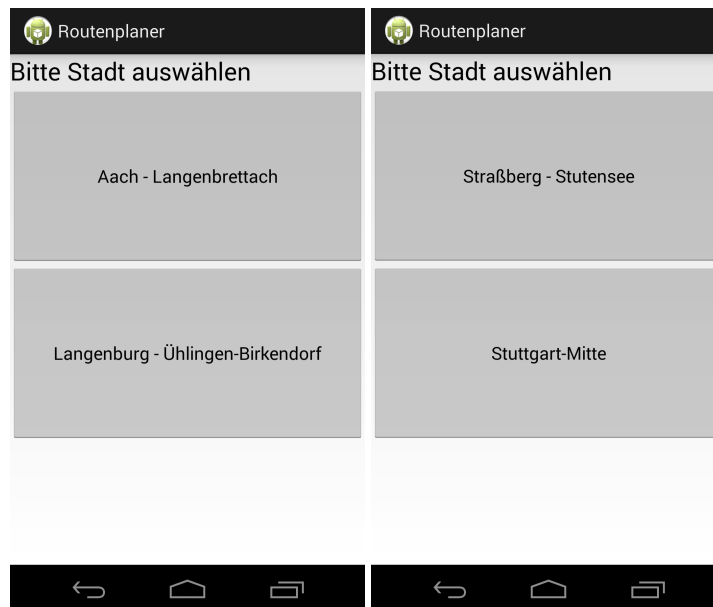 Routenplaner
Bitte Stadt auswählen
Aach - Langenbrettach
Langenburg - Ühlingen-Birkendorf
Routenplaner
Bitte Stadt auswählen
Straßberg - Stutensee
Stuttgart-Mitte